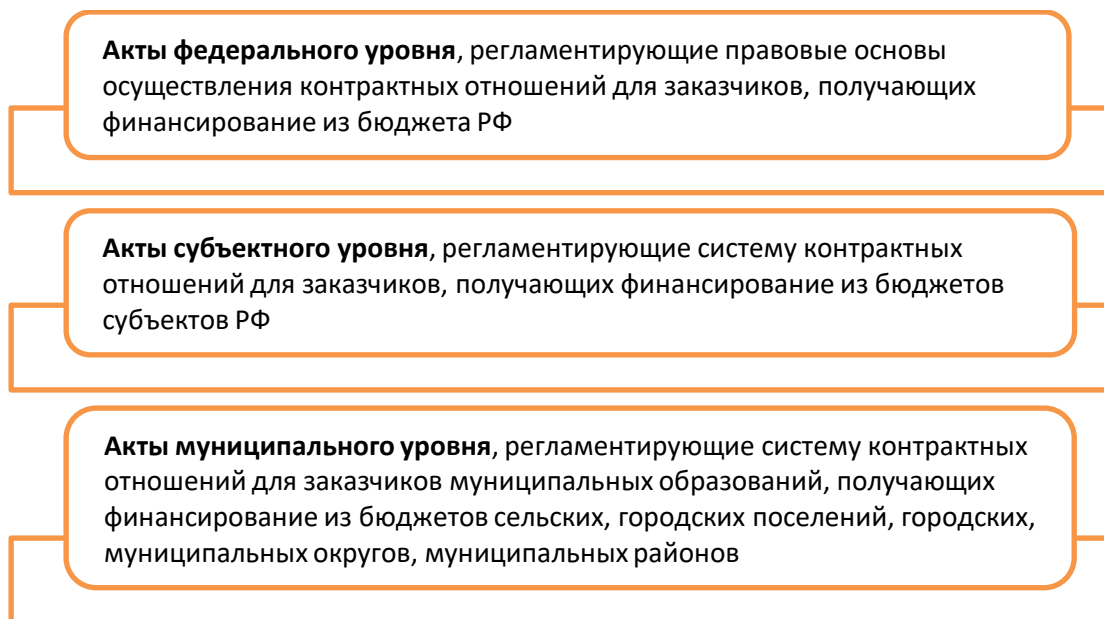 Акты федерального уровня, регламентирующие правовые основы
осуществления контрактных отношений для заказчиков, получающих
финансирование из бюджета РФ
Акты субъектного уровня, регламентирующие систему контрактных
отношений для заказчиков, получающих финансирование из бюджетов
субъектов РФ
Акты муниципального уровня, регламентирующие систему контрактных
отношений для заказчиков муниципальных образований, получающих
финансирование из бюджетов сельских, городских поселений, городских,
муниципальных округов, муниципальных районов